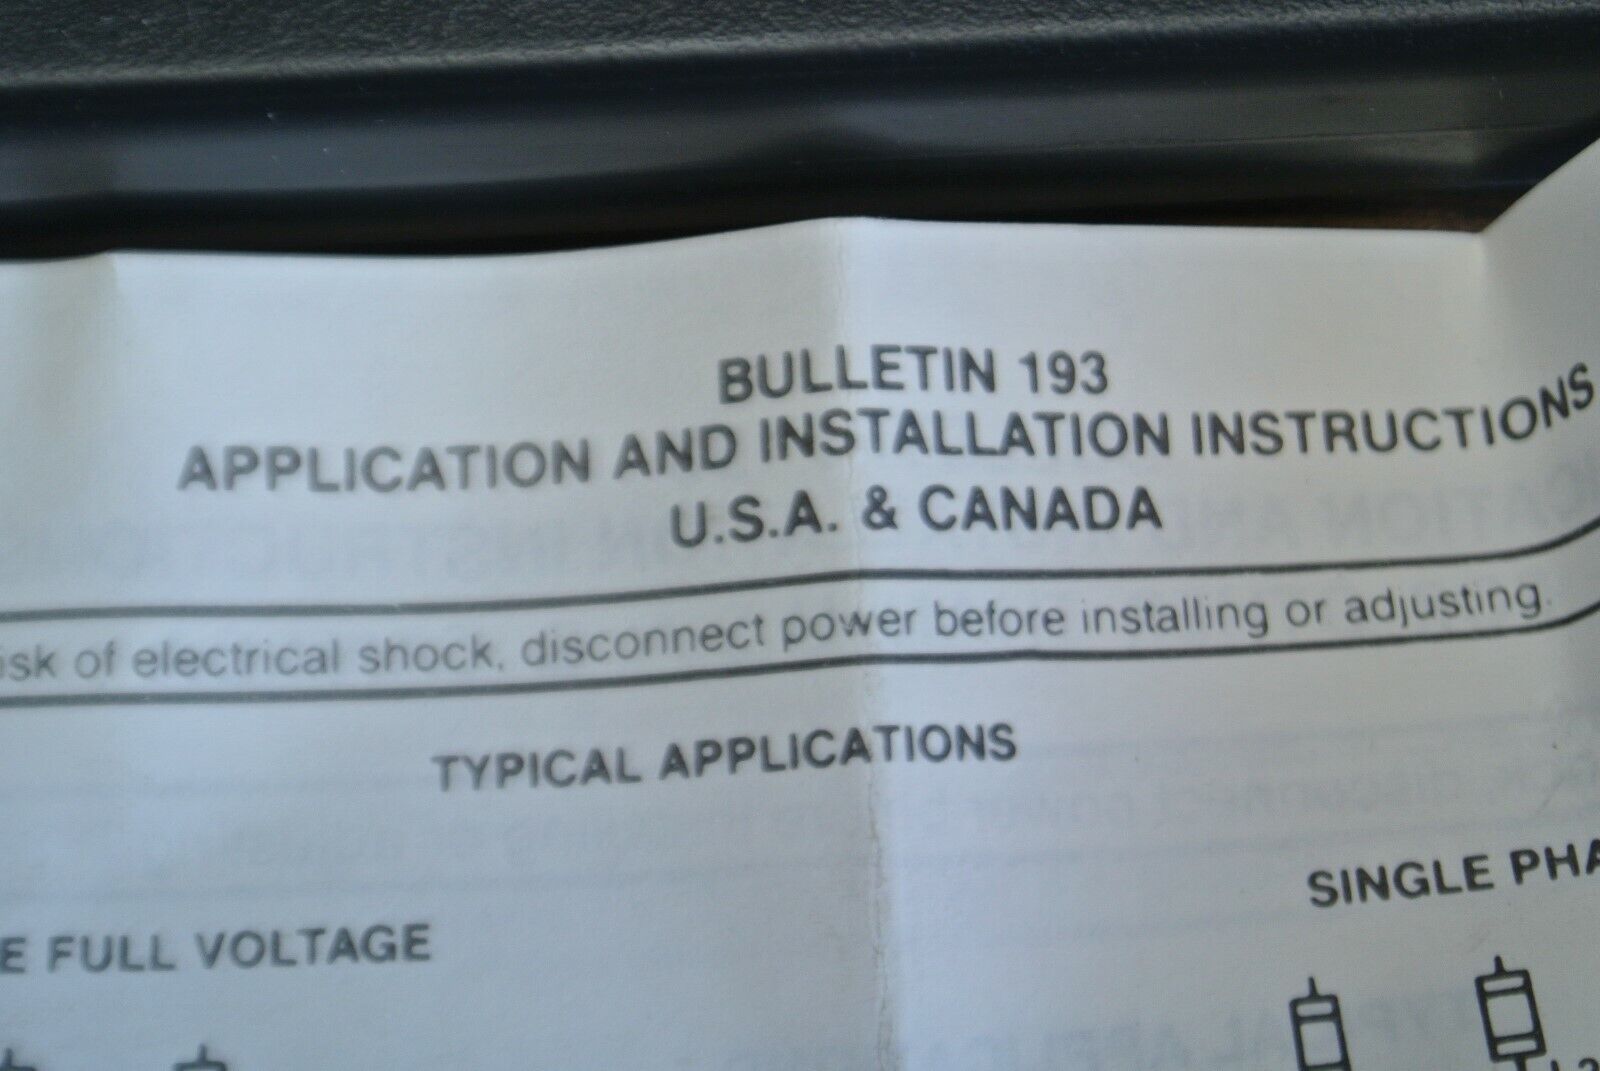 BULLETIN 193
APPLICATION AND INSTALLATION INSTRUCTIONS
U.S.A. & CANADA
isk of electrical shock, disconnect power before installing or adjusting.
TYPICAL APPLICATIONS
SINGLE PHA
E FULL VOLTAGE
L2